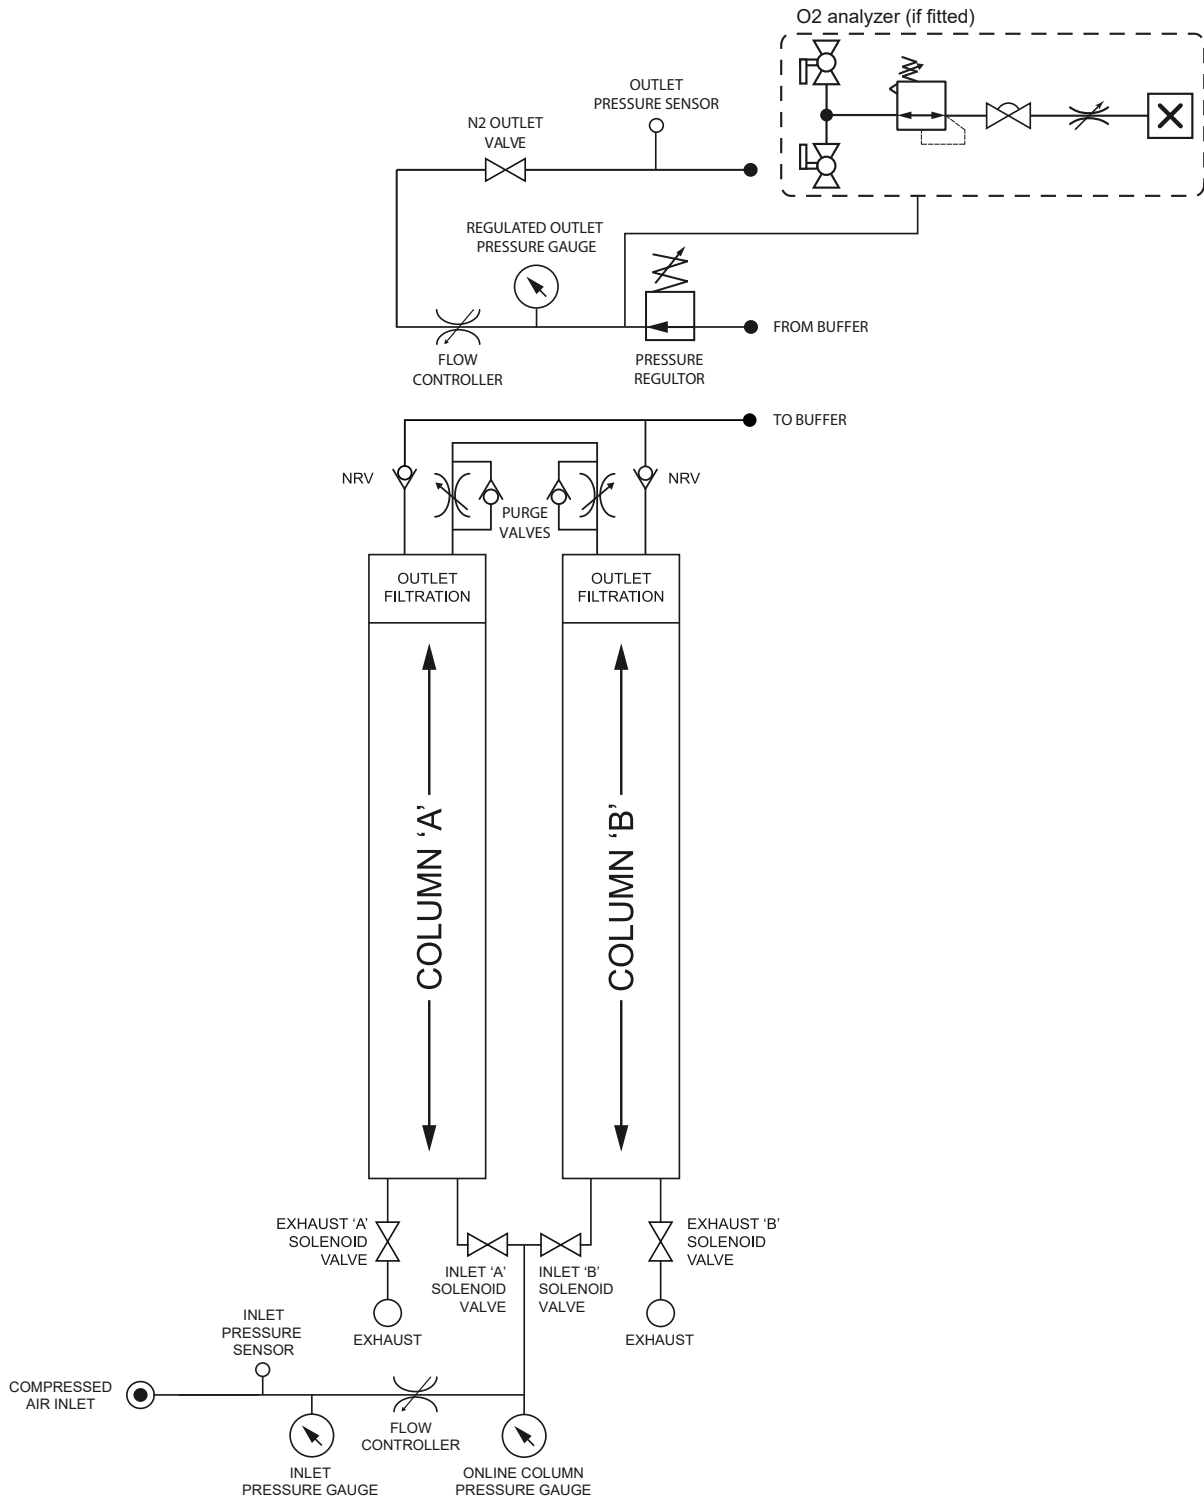 O2 analyzer (if fitted)
OUTLET
PRESSURE SENSOR
N2 OUTLET
VALVE
REGULATED OUTLET
PRESSURE GAUGE
FROM BUFFER
FLOW
CONTROLLER
PRESSURE
REGULTOR
TO BUFFER
NRV
NRV
PURGE
VALVES
OUTLET
FILTRATION
OUTLET
FILTRATION
COLUMN ‘A’
COLUMN ‘B’
EXHAUST ‘A’
SOLENOID
VALVE
EXHAUST ‘B’
SOLENOID
VALVE
INLET ‘A’
SOLENOID
VALVE
INLET ‘B’
SOLENOID
VALVE
EXHAUST
EXHAUST
INLET
PRESSURE
SENSOR
COMPRESSED
AIR INLET
FLOW
CONTROLLER
INLET
PRESSURE GAUGE
ONLINE COLUMN
PRESSURE GAUGE